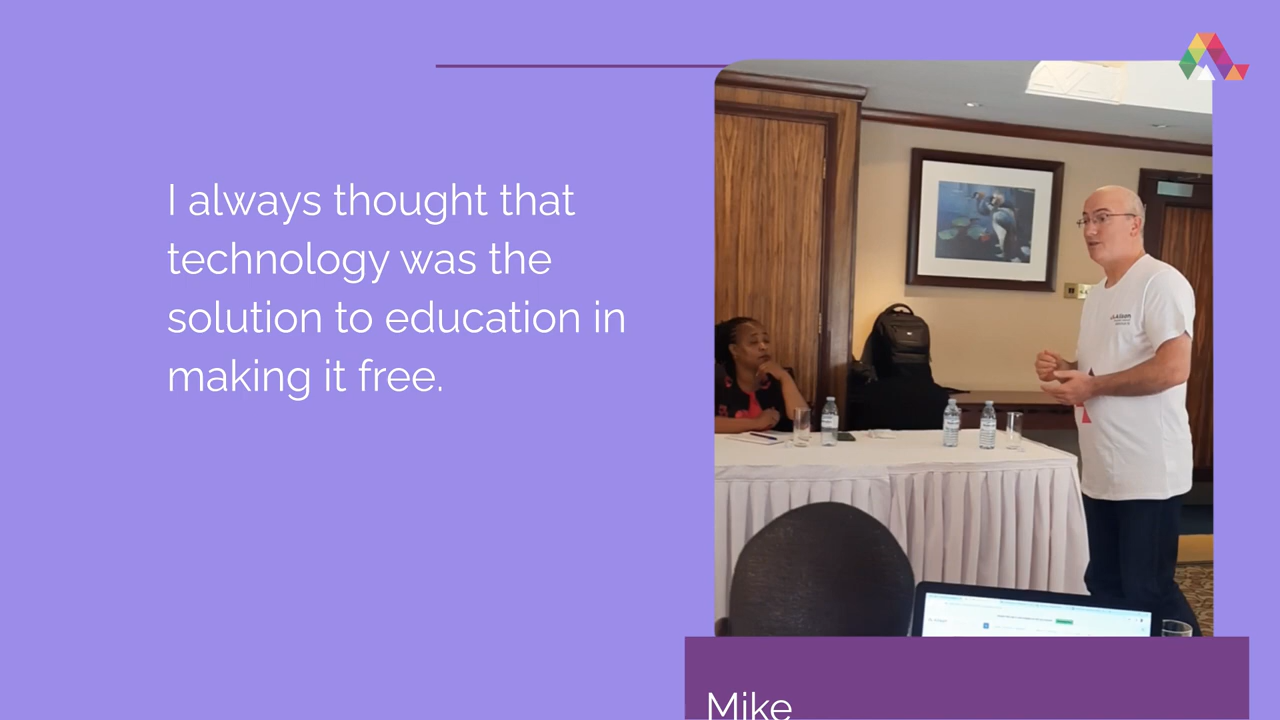 I always thought that
technology was the
solution to education in
making it free.
Mike